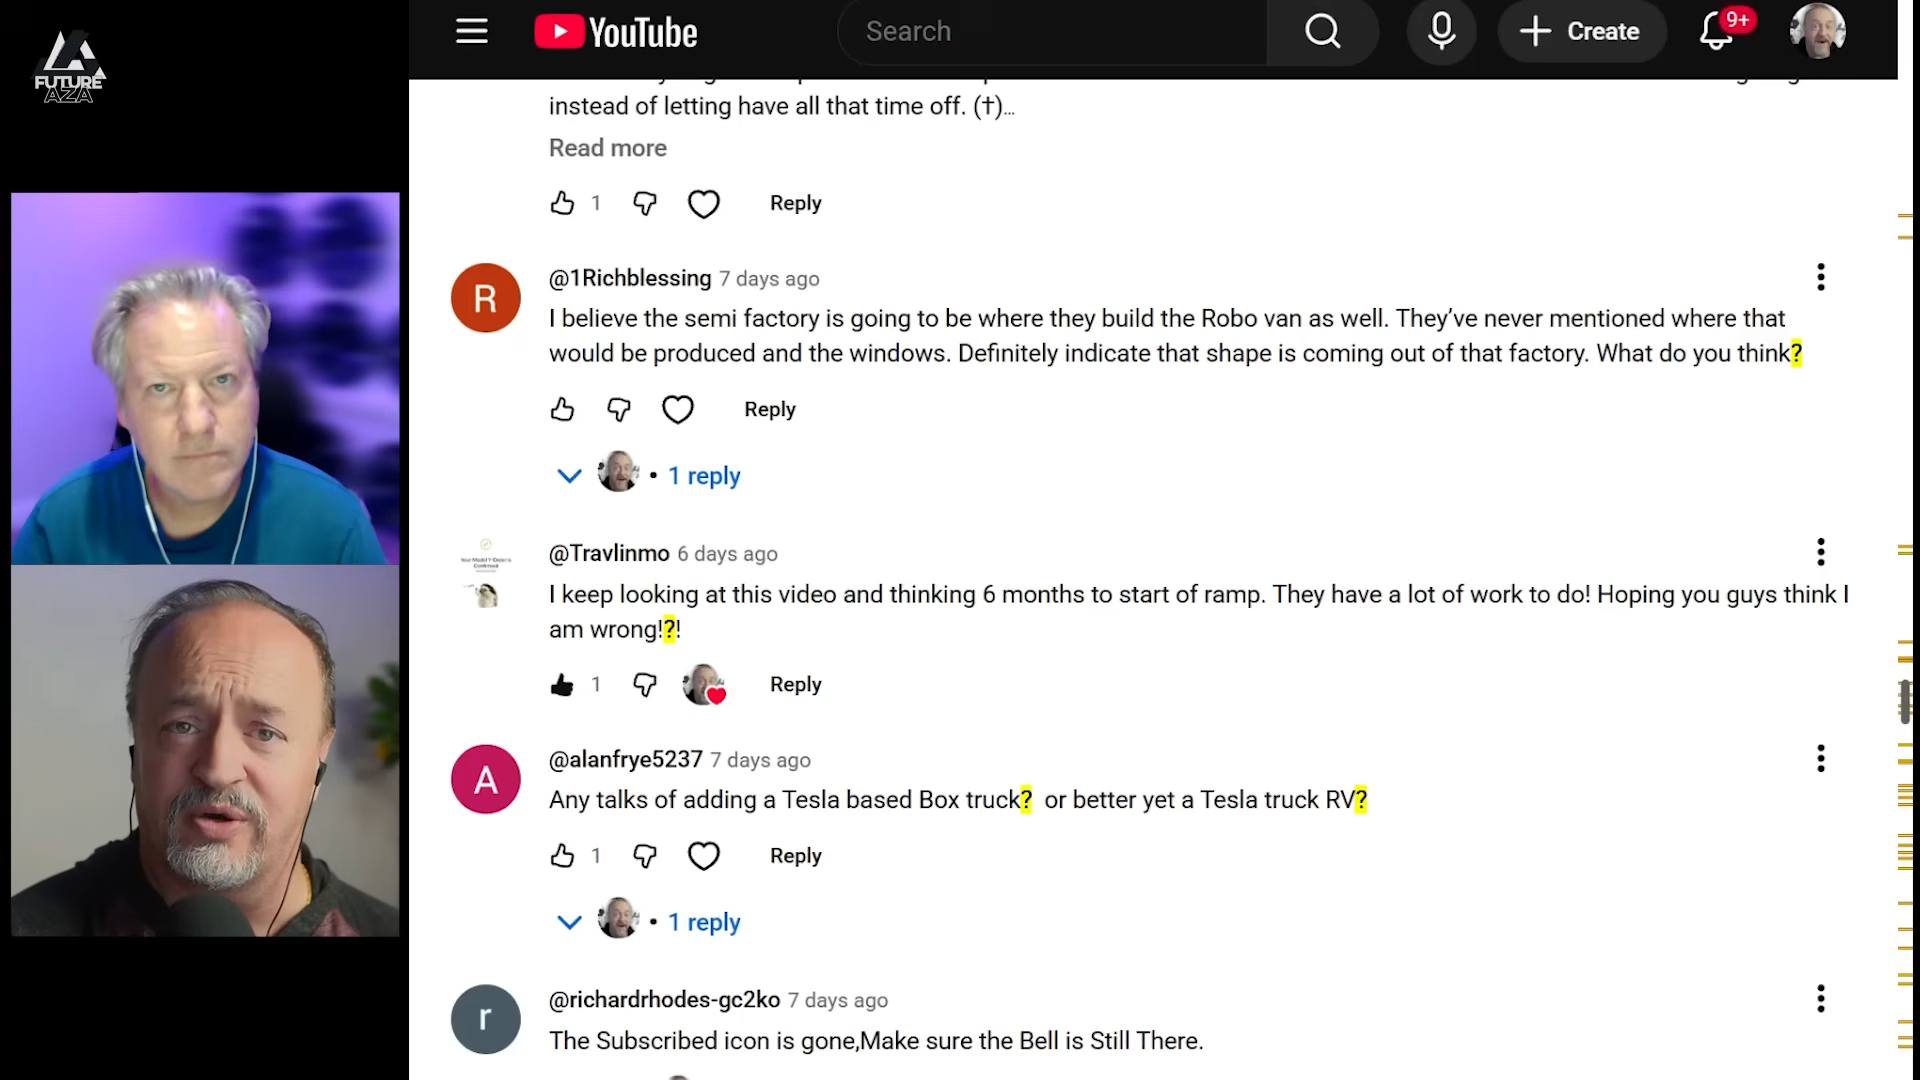 FUTURE
AZA
YouTube
Search
Create
9+
instead of letting have all that time off. (†)...
Read more
1
Reply
R
@1Richblessing 7 days ago
I believe the semi factory is going to be where they build the Robo van as well. They’ve never mentioned where that
would be produced and the windows. Definitely indicate that shape is coming out of that factory. What do you think?
Reply
• 1 reply
@Travlinmo 6 days ago
I keep looking at this video and thinking 6 months to start of ramp. They have a lot of work to do! Hoping you guys think I
am wrong!?!
1
Reply
A
@alanfrye5237 7 days ago
Any talks of adding a Tesla based Box truck? or better yet a Tesla truck RV?
1
Reply
• 1 reply
r
@richardrhodes-gc2ko 7 days ago
The Subscribed icon is gone,Make sure the Bell is Still There.